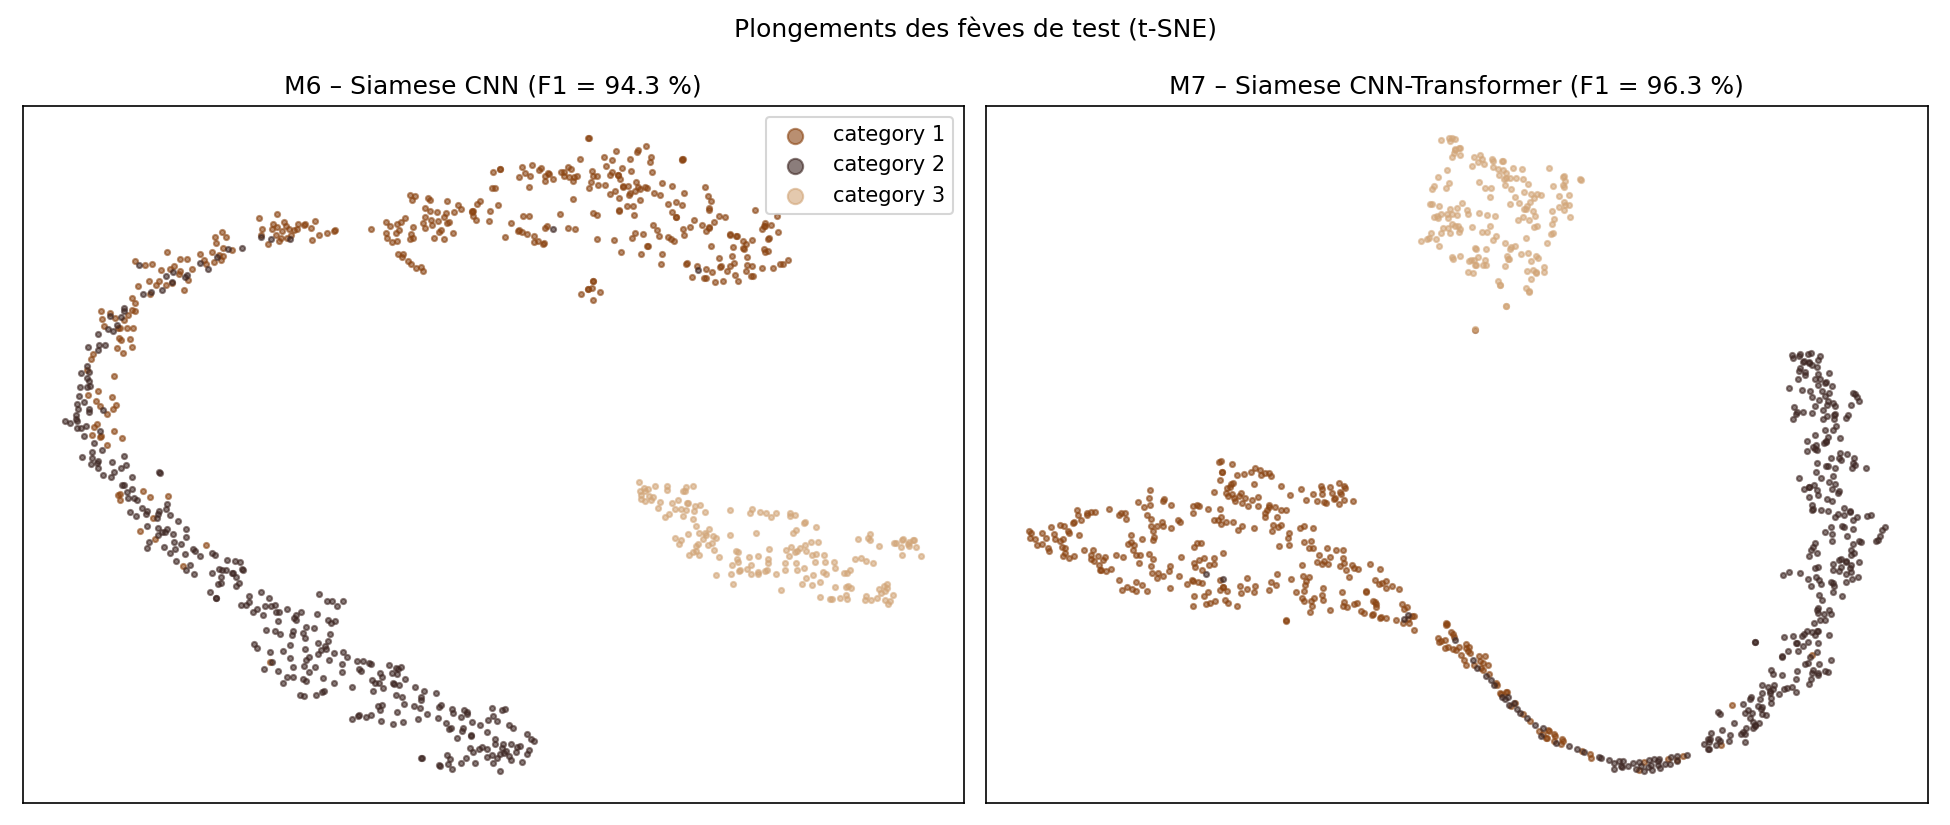 Plongements des fèves de test (t-SNE)
M6 – Siamese CNN (F1 = 94.3 %)
category 1
category 2
category 3
M7 – Siamese CNN-Transformer (F1 = 96.3 %)